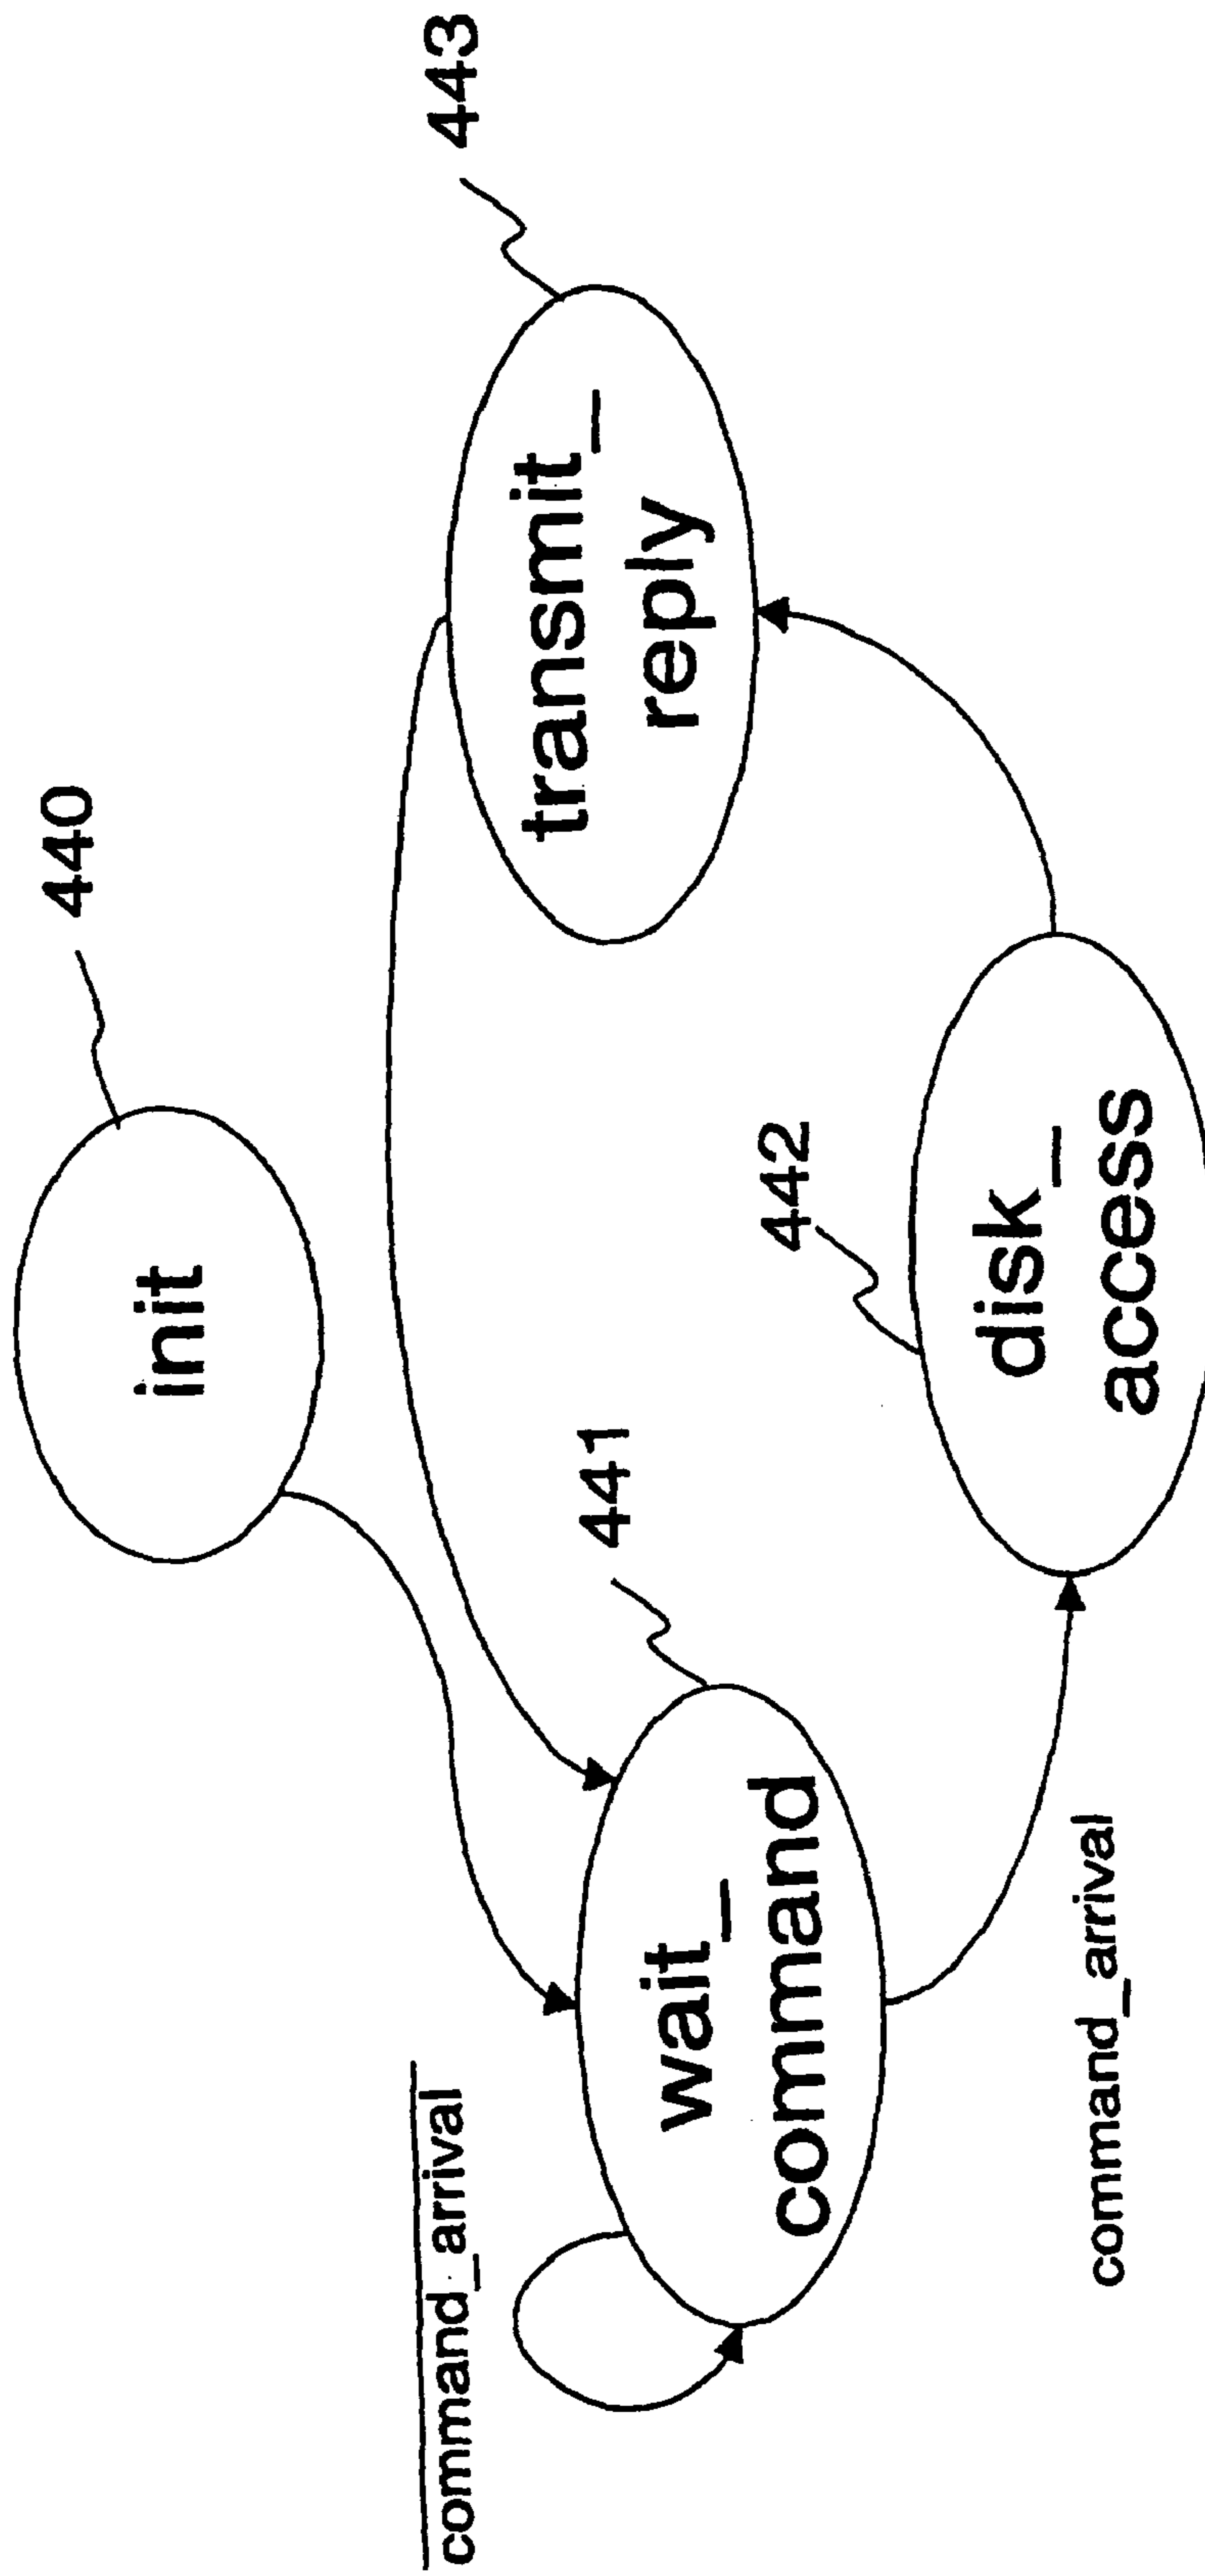 init
440
command_arrival
wait_
command
441
transmit_
reply
443
442
disk_
access
command_arrival